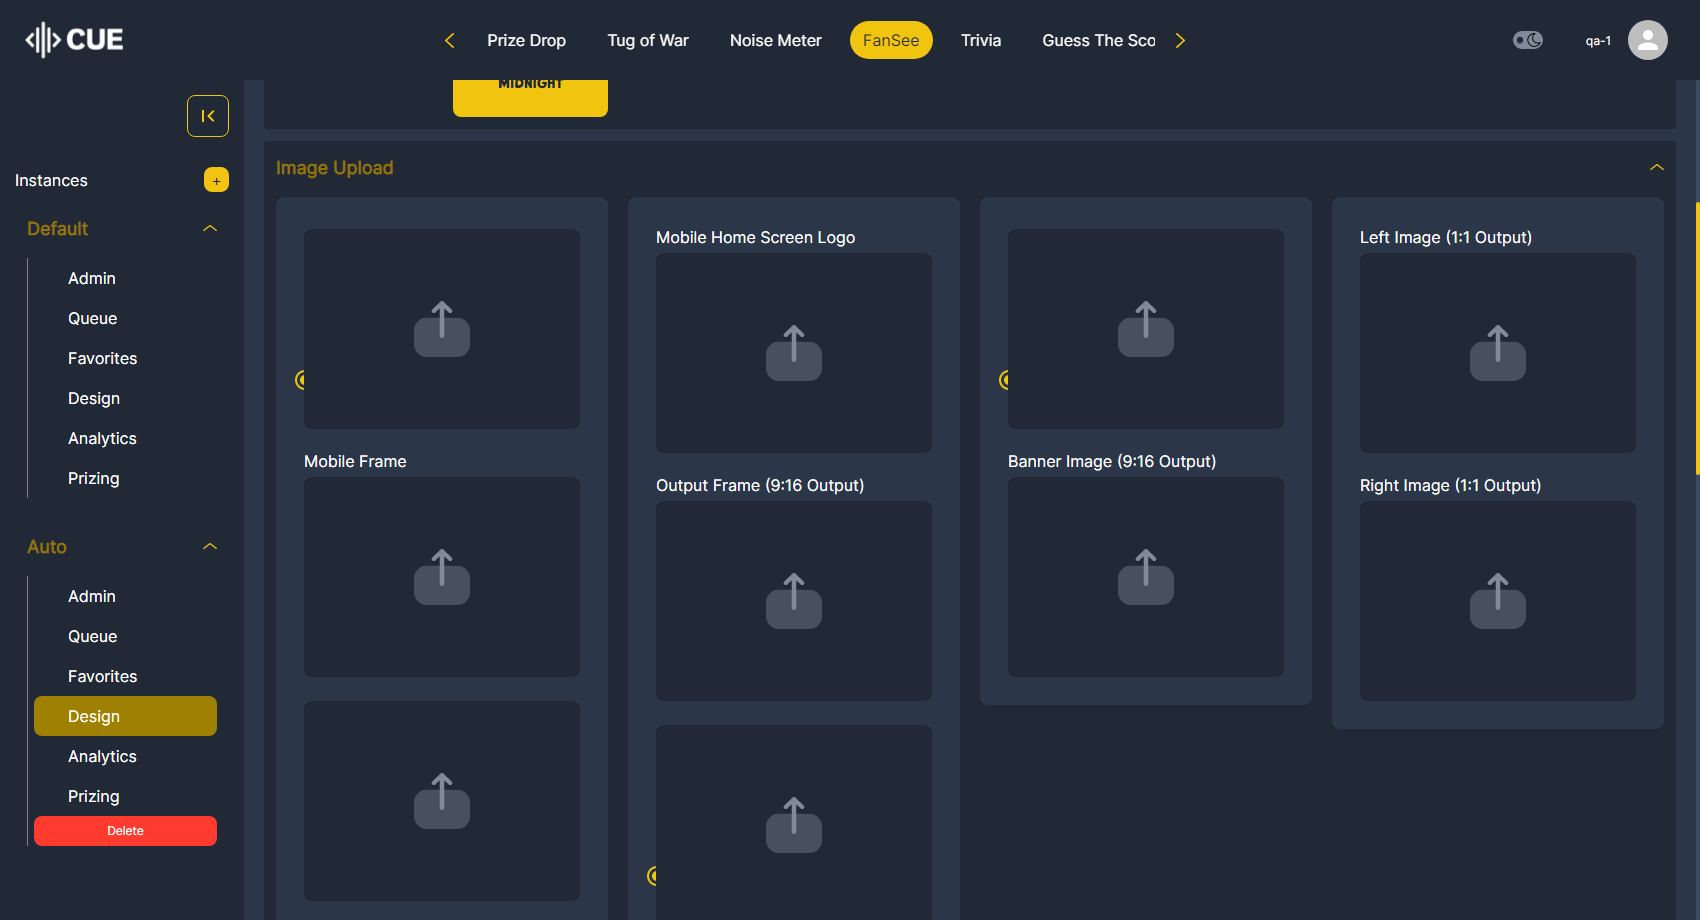 CUE
Prize Drop
Tug of War
Noise Meter
FanSee
Trivia
Guess The Sco
qa-1
MIDNIGHT
Instances
+
Default
Admin
Queue
Favorites
Design
Analytics
Prizing
Auto
Admin
Queue
Favorites
Design
Analytics
Prizing
Delete
Image Upload
Mobile Frame
Mobile Home Screen Logo
Output Frame (9:16 Output)
Banner Image (9:16 Output)
Left Image (1:1 Output)
Right Image (1:1 Output)